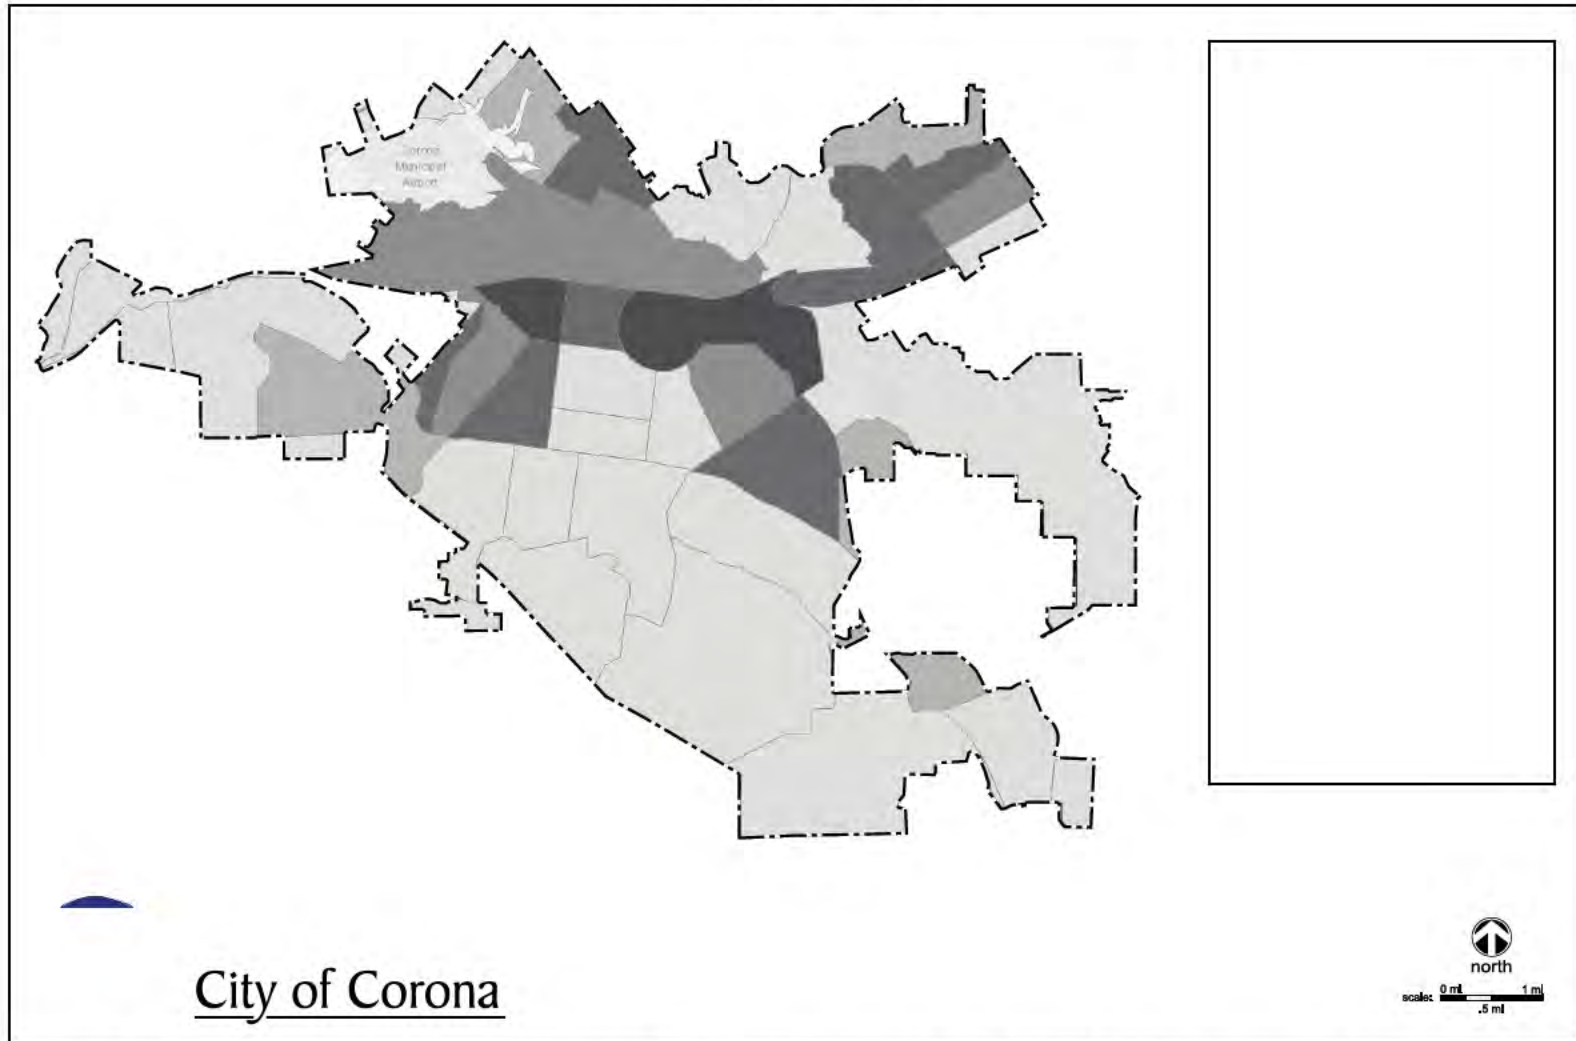 Corona
Municipal
Airport
City of Corona
north
scale: 0 mi 1 mi
.5 mi